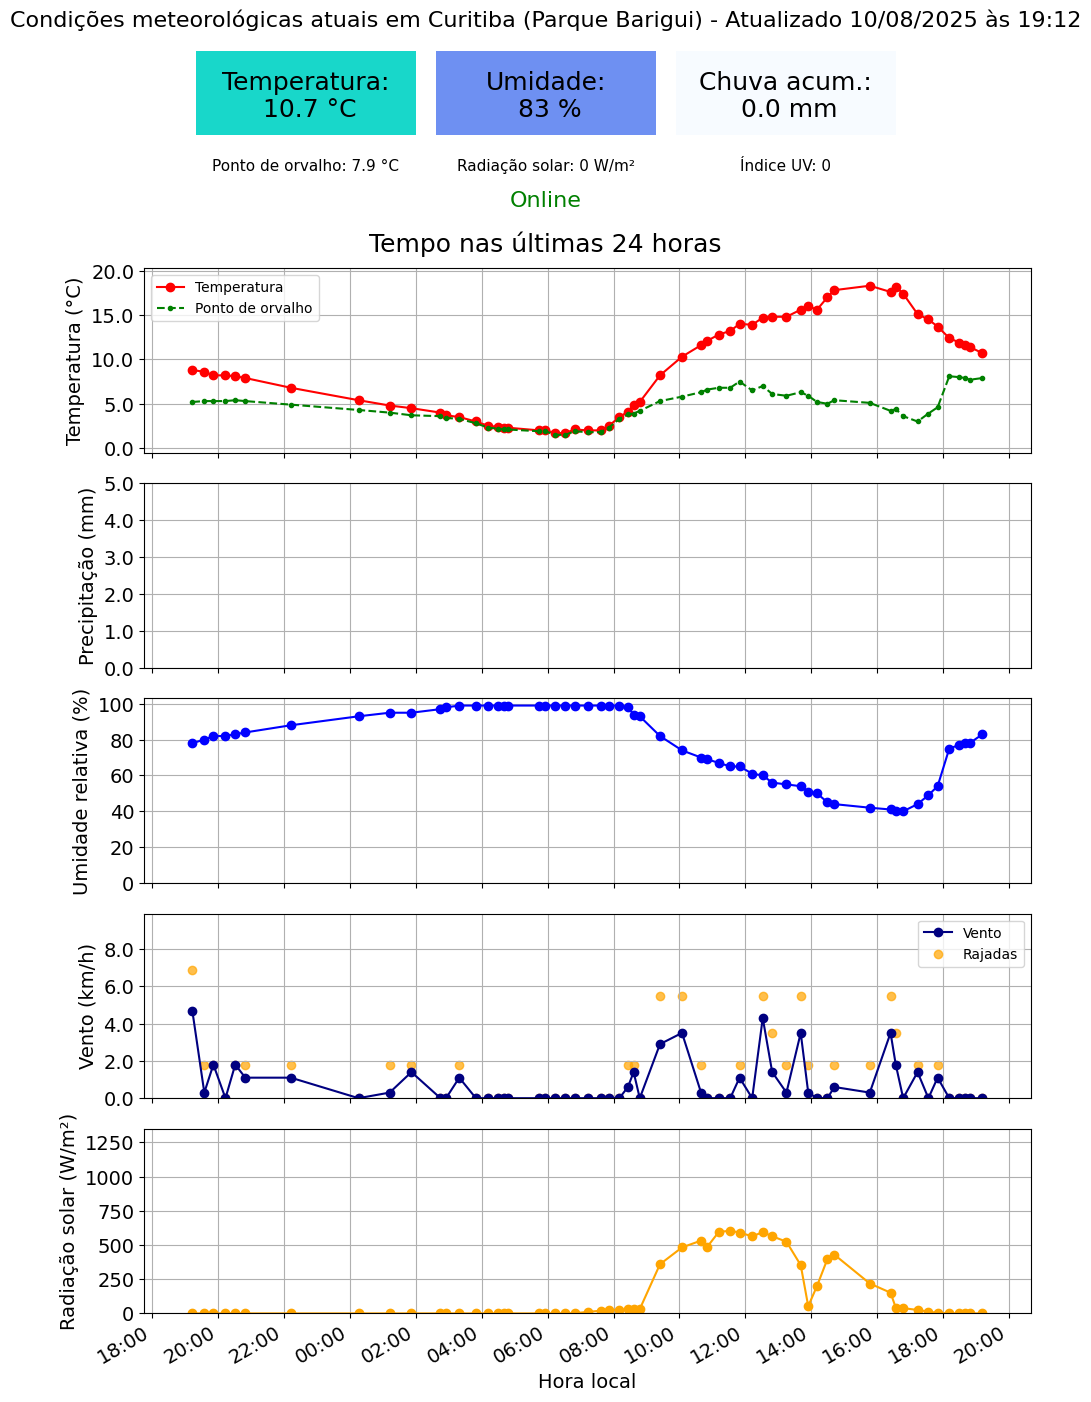 Condições meteorológicas atuais em Curitiba (Parque Barigui) - Atualizado 10/08/2025 às 19:12
Temperatura:
10.7 °C
Umidade:
83 %
Chuva acum.:
0.0 mm
Ponto de orvalho: 7.9 °C
Radiação solar: 0 W/m²
Índice UV: 0
Online
Tempo nas últimas 24 horas
Temperatura (°C)
20.0
15.0
10.0
5.0
0.0
Temperatura
Ponto de orvalho
Precipitação (mm)
5.0
4.0
3.0
2.0
1.0
0.0
Umidade relativa (%)
100
80
60
40
20
0
Vento (km/h)
8.0
6.0
4.0
2.0
0.0
Vento
Rajadas
Radiação solar (W/m²)
1250
1000
750
500
250
0
18:00
20:00
22:00
00:00
02:00
04:00
06:00
08:00
10:00
12:00
14:00
16:00
18:00
20:00
Hora local